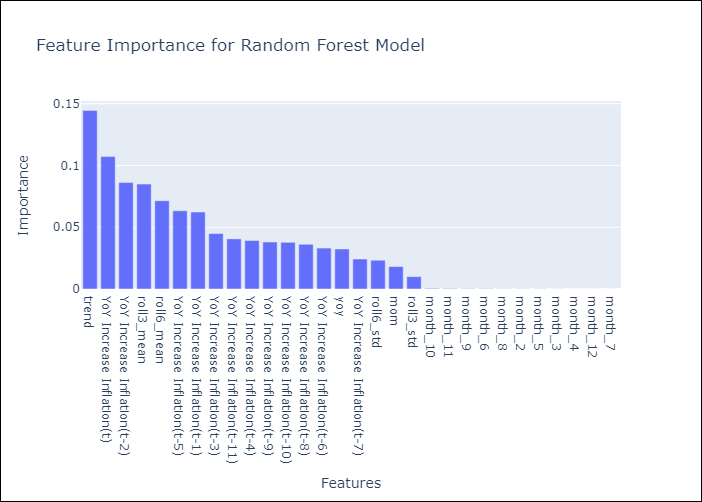 Feature Importance for Random Forest Model
0.15
0.1
0.05
0
Importance
trend
YoY Increase Inflation(t)
YoY Increase Inflation(t-2)
roll3_mean
roll6_mean
YoY Increase Inflation(t-5)
YoY Increase Inflation(t-1)
YoY Increase Inflation(t-3)
YoY Increase Inflation(t-11)
YoY Increase Inflation(t-4)
YoY Increase Inflation(t-9)
YoY Increase Inflation(t-10)
YoY Increase Inflation(t-8)
YoY Increase Inflation(t-6)
yoy
YoY Increase Inflation(t-7)
roll6_std
mom
roll3_std
month_10
month_11
month_9
month_6
month_8
month_2
month_5
month_3
month_4
month_12
month_7
Features